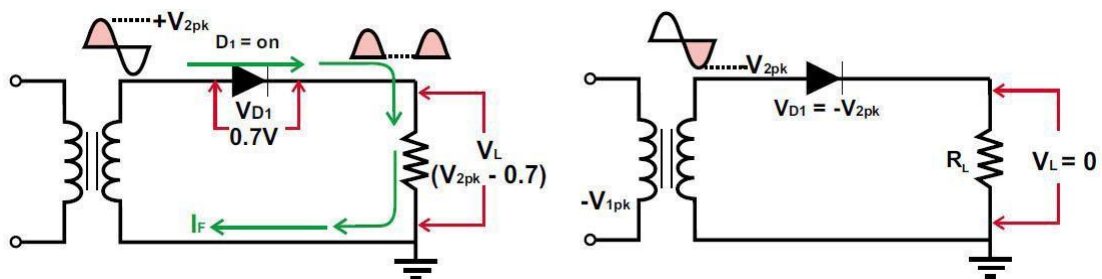 +V2pk
D1 = on
VD1
0.7V
VL
(V2pk - 0.7)
IF
V2pk
VD1 = -V2pk
RL
VL = 0
-V1pk